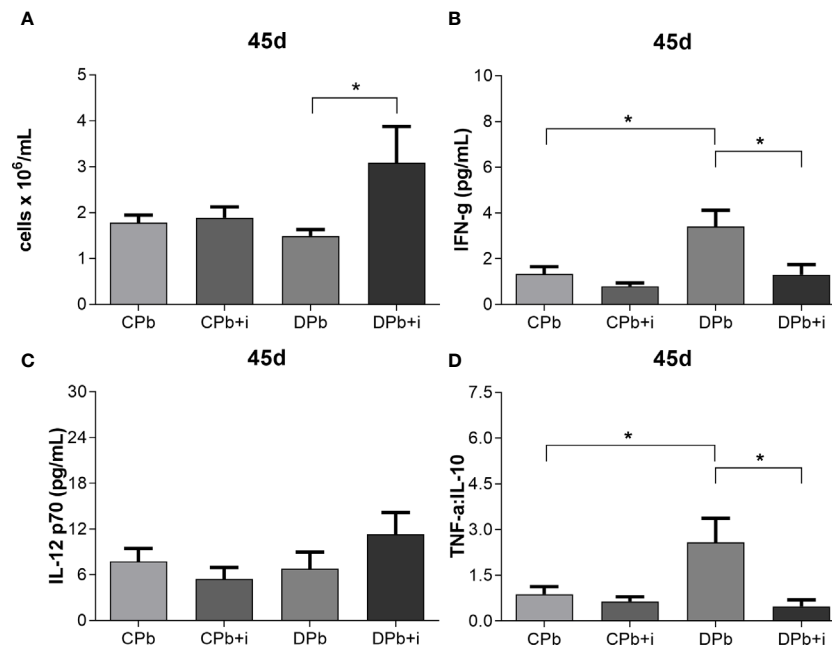 A
45d
cells x 10⁶/mL
5
4
3
2
1
0
*
CPb
CPb+i
DPb
DPb+i
B
45d
IFN-g (pg/mL)
10
8
6
4
2
0
*
*
CPb
CPb+i
DPb
DPb+i
C
45d
IL-12 p70 (pg/mL)
30
24
18
12
6
0
CPb
CPb+i
DPb
DPb+i
D
45d
TNF-a:IL-10
7.5
6.0
4.5
3.0
1.5
0.0
*
*
CPb
CPb+i
DPb
DPb+i